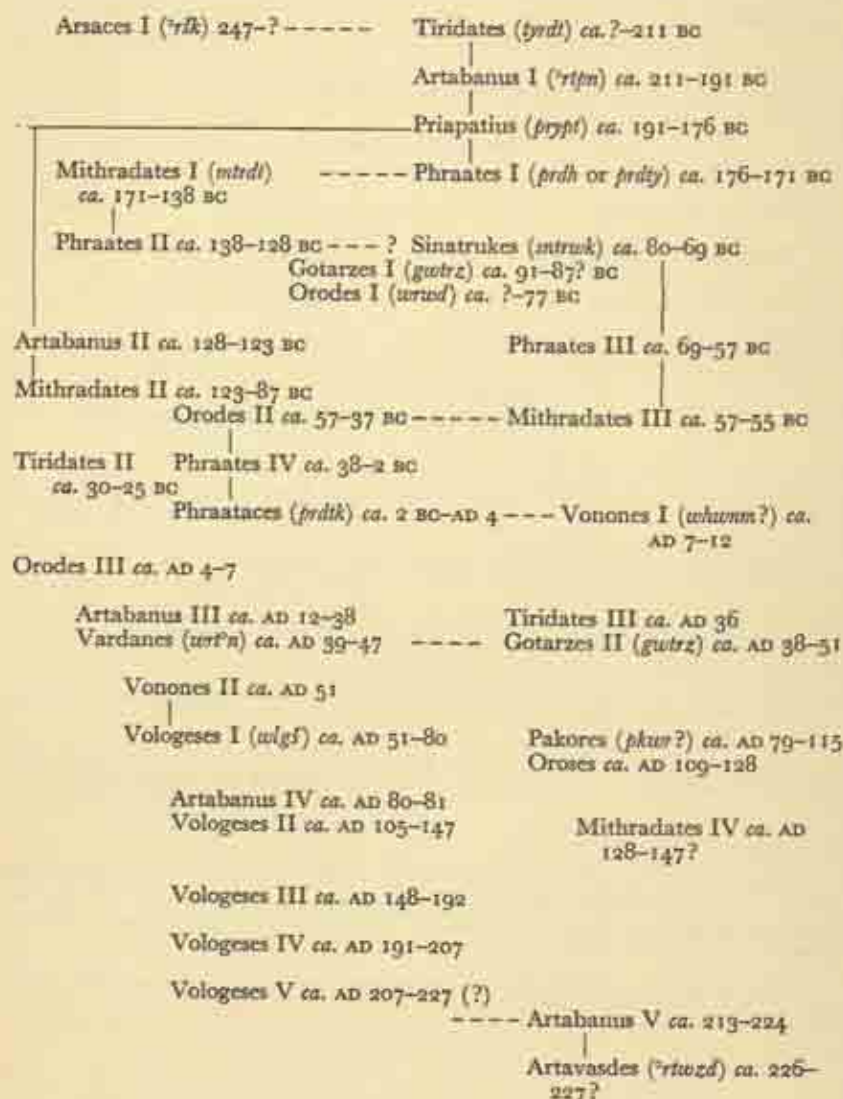 Arsaces I (ʾršk) 247–? – – – – – Tiridates (tyrdt) ca. ?–211 BC
Artabanus I (ʾrtpn) ca. 211–191 BC
Priapatius (prypt) ca. 191–176 BC
Mithradates I (mtrdt) – – – – – Phraates I (prdh or prdty) ca. 176–171 BC
ca. 171–138 BC
Phraates II ca. 138–128 BC – – – ? Sinatrukes (mtrwk) ca. 80–69 BC
Gotarzes I (gwtrz) ca. 91–87? BC
Orodes I (wrwd) ca. ?–77 BC
Artabanus II ca. 128–123 BC Phraates III ca. 69–57 BC
Mithradates II ca. 123–87 BC
Orodes II ca. 57–37 BC – – – – – Mithradates III ca. 57–55 BC
Tiridates II Phraates IV ca. 38–2 BC
ca. 30–25 BC
Phraataces (prdtk) ca. 2 BC–AD 4 – – – Vonones I (whwnm?) ca.
AD 7–12
Orodes III ca. AD 4–7
Artabanus III ca. AD 12–38 Tiridates III ca. AD 36
Vardanes (wrtʾn) ca. AD 39–47 – – – – Gotarzes II (gwtrz) ca. AD 38–51
Vonones II ca. AD 51
Vologeses I (wlgš) ca. AD 51–80 Pakores (pkwr?) ca. AD 79–115
Oroses ca. AD 109–128
Artabanus IV ca. AD 80–81
Vologeses II ca. AD 105–147 Mithradates IV ca. AD
128–147?
Vologeses III ca. AD 148–192
Vologeses IV ca. AD 191–207
Vologeses V ca. AD 207–227 (?)
– – – – Artabanus V ca. 213–224
Artavasdes (ʾrtwzd) ca. 226–
227?